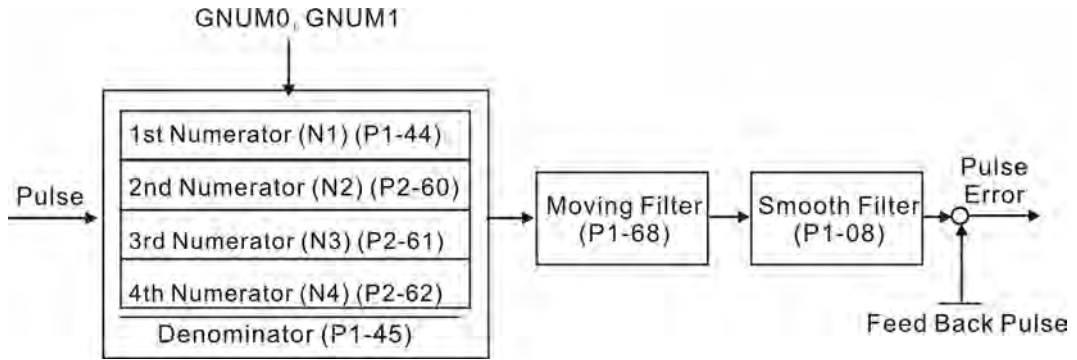 GNUM0, GNUM1
Pulse
1st Numerator (N1) (P1-44)
2nd Numerator (N2) (P2-60)
3rd Numerator (N3) (P2-61)
4th Numerator (N4) (P2-62)
Denominator (P1-45)
Moving Filter
(P1-68)
Smooth Filter
(P1-08)
Pulse
Error
Feed Back Pulse